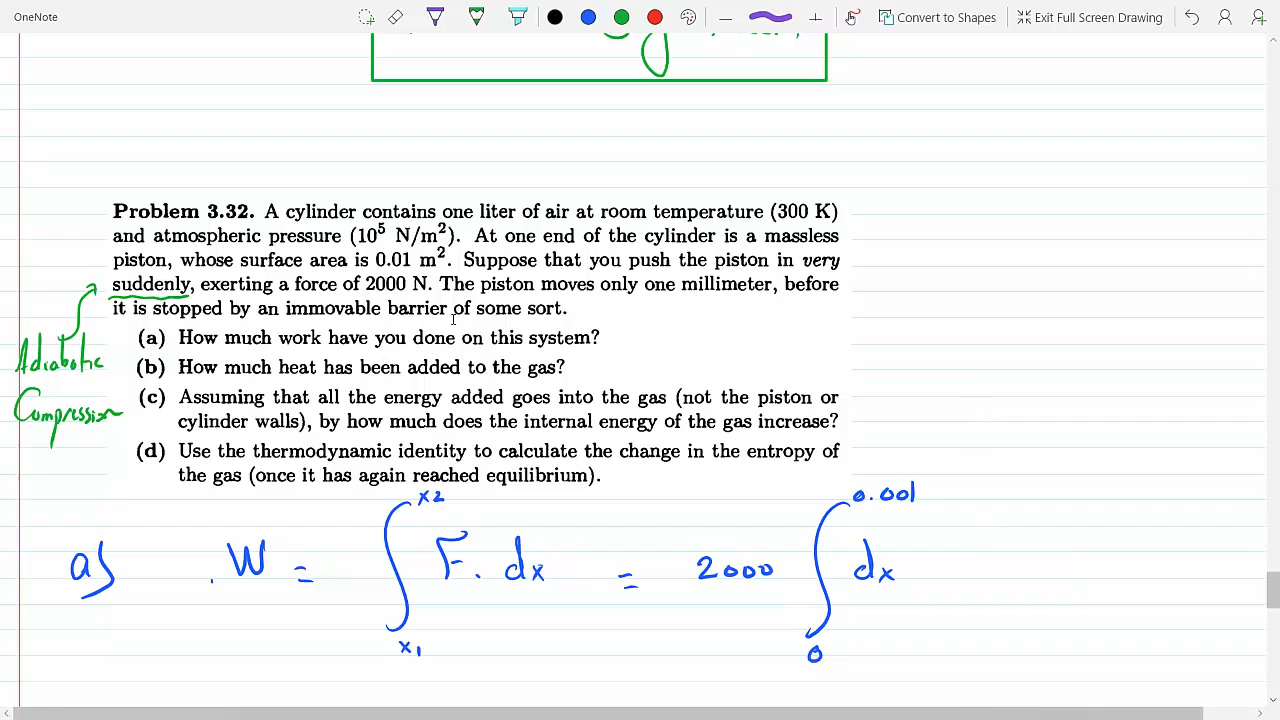 OneNote
Convert to Shapes
Exit Full Screen Drawing
Problem 3.32. A cylinder contains one liter of air at room temperature (300 K)
and atmospheric pressure (10⁵ N/m²). At one end of the cylinder is a massless
piston, whose surface area is 0.01 m². Suppose that you push the piston in very
suddenly, exerting a force of 2000 N. The piston moves only one millimeter, before
it is stopped by an immovable barrier of some sort.
Adiabatic
Compression
(a) How much work have you done on this system?
(b) How much heat has been added to the gas?
(c) Assuming that all the energy added goes into the gas (not the piston or
cylinder walls), by how much does the internal energy of the gas increase?
(d) Use the thermodynamic identity to calculate the change in the entropy of
the gas (once it has again reached equilibrium).
a) W = ∫ₓ₁ˣ² F. dx = 2000 ∫₀^0.001 dx